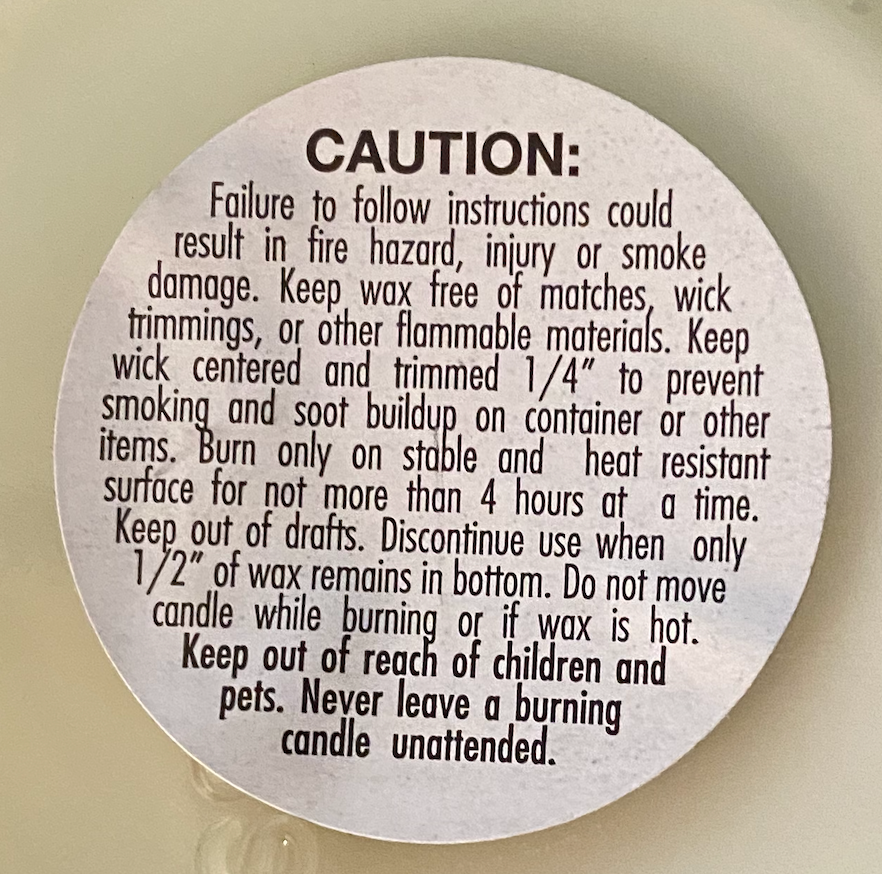 CAUTION:
Failure to follow instructions could
result in fire hazard, injury or smoke
damage. Keep wax free of matches, wick
trimmings, or other flammable materials. Keep
wick centered and trimmed 1/4" to prevent
smoking and soot buildup on container or other
items. Burn only on stable and heat resistant
surface for not more than 4 hours at a time.
Keep out of drafts. Discontinue use when only
1/2" of wax remains in bottom. Do not move
candle while burning or if wax is hot.
Keep out of reach of children and
pets. Never leave a burning
candle unattended.